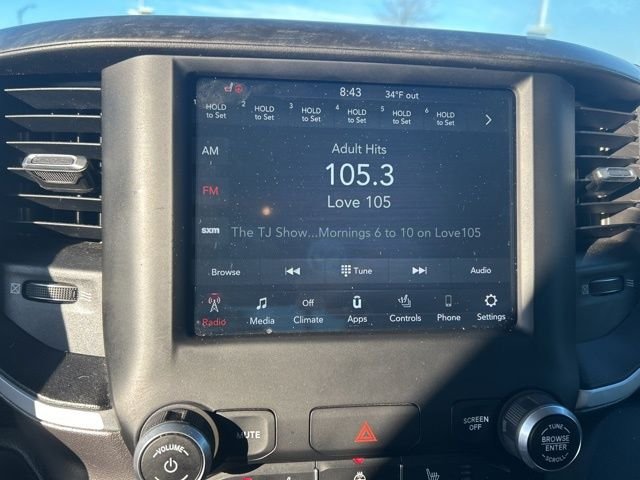 8:43 34°F out
HOLD to Set 2 HOLD to Set 3 HOLD to Set 4 HOLD to Set 5 HOLD to Set 6 HOLD to Set
Adult Hits
AM
105.3
FM
Love 105
sxm
The TJ Show...Mornings 6 to 10 on Love105
Browse Tune Audio
Off
Radio Media Climate Apps Controls Phone Settings
VOLUME
MUTE
SCREEN OFF
TUNE
BROWSE
ENTER
SCROLL